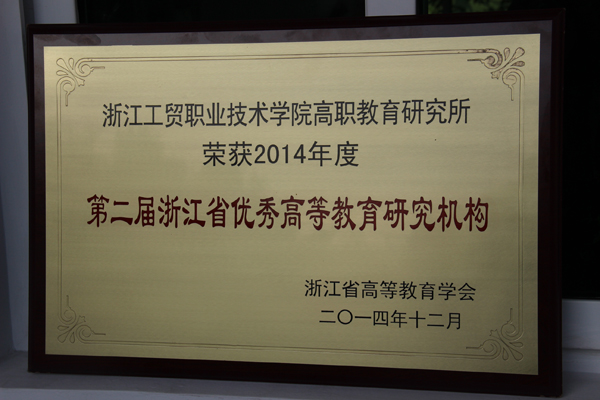 浙江工贸职业技术学院高职教育研究所
荣获2014年度
第二届浙江省优秀高等教育研究机构
浙江省高等教育学会
二〇一四年十二月